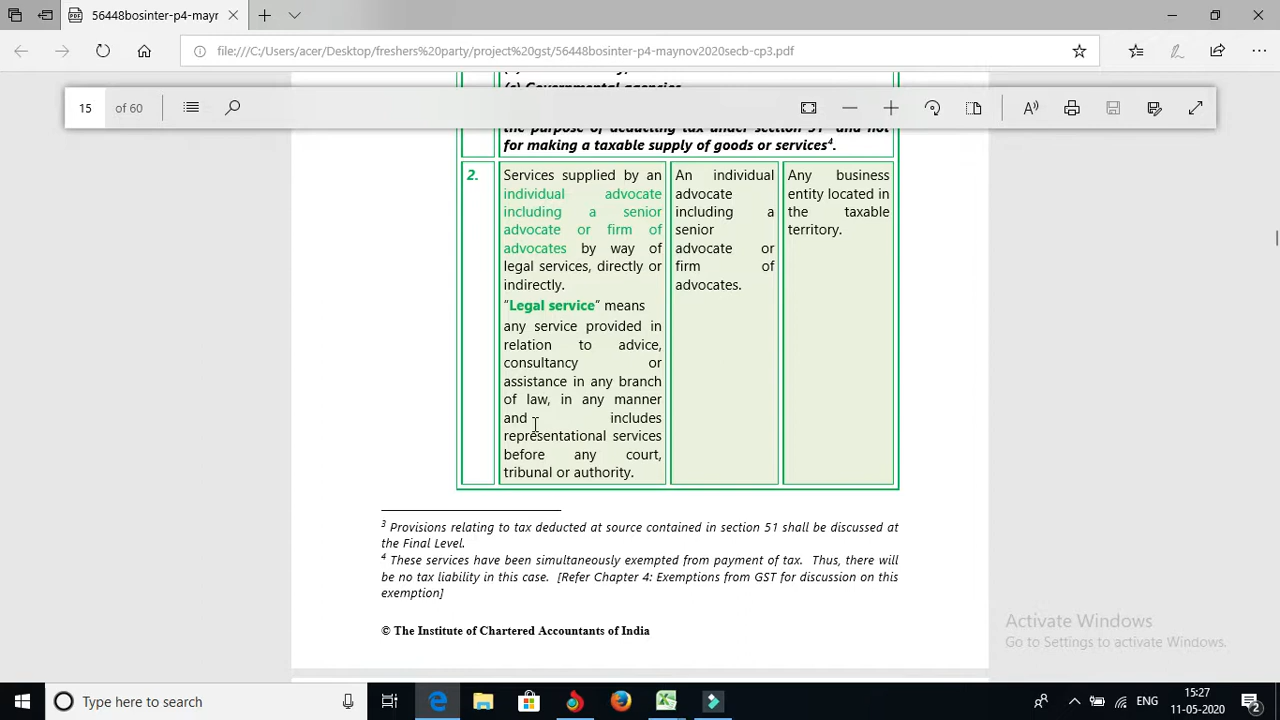 56448bosinter-p4-mayn
file:///C:/Users/acer/Desktop/freshers%20party/project%20gst/56448bosinter-p4-maynov2020secb-cp3.pdf
15 of 60
the purpose of deducting tax under section 51 and not
for making a taxable supply of goods or services4.
2.
Services supplied by an
individual advocate
including a senior
advocate or firm of
advocates by way of
legal services, directly or
indirectly.
“Legal service” means
any service provided in
relation to advice,
consultancy or
assistance in any branch
of law, in any manner
and includes
representational services
before any court,
tribunal or authority.
An individual
advocate
including a
senior
advocate or
firm of
advocates.
Any business
entity located in
the taxable
territory.
3 Provisions relating to tax deducted at source contained in section 51 shall be discussed at
the Final Level.
4 These services have been simultaneously exempted from payment of tax. Thus, there will
be no tax liability in this case. [Refer Chapter 4: Exemptions from GST for discussion on this
exemption]
© The Institute of Chartered Accountants of India
Activate Windows
Go to Settings to activate Windows.
Type here to search
ENG
15:27
11-05-2020
2